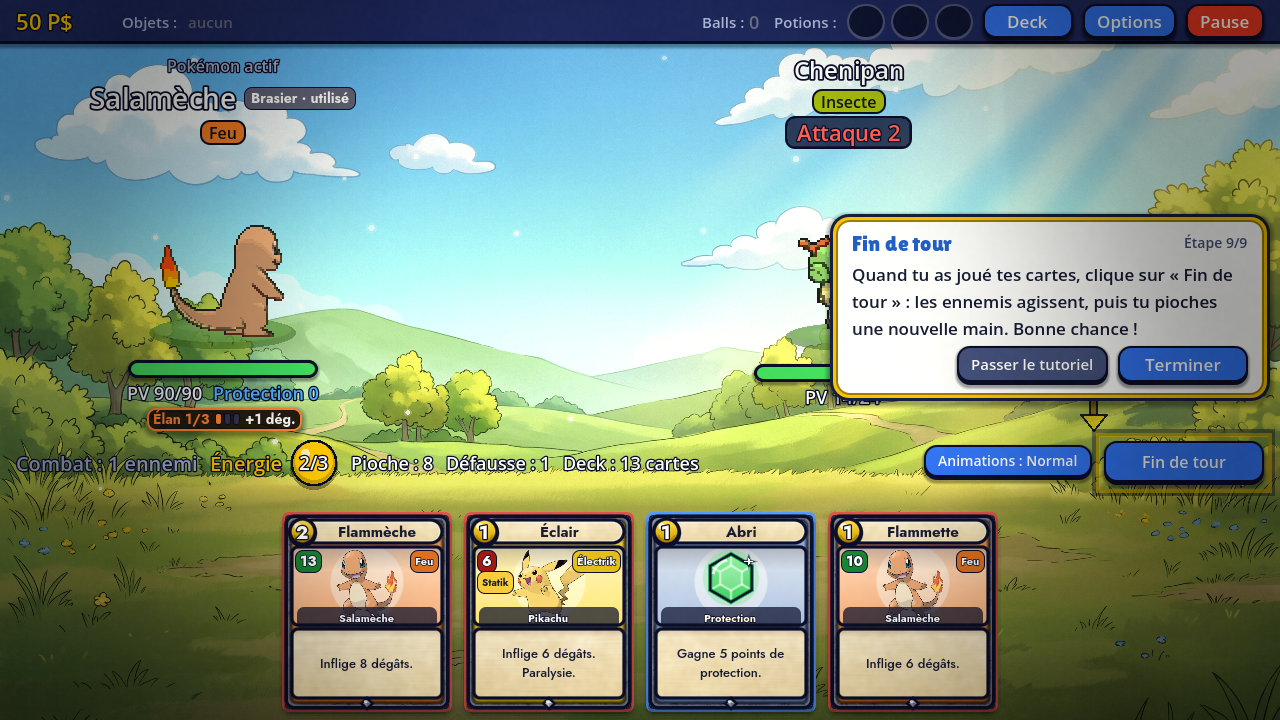 50 P$
Objets : aucun
Balls : 0
Potions :
Deck
Options
Pause
Pokémon actif
Salamèche
Brasier · utilisé
Feu
Chenipan
Insecte
Attaque 2
Fin de tour
Étape 9/9
Quand tu as joué tes cartes, clique sur « Fin de
tour » : les ennemis agissent, puis tu pioches
une nouvelle main. Bonne chance !
Passer le tutoriel
Terminer
PV 90/90 Protection 0
Élan 1/3 +1 dég.
PV
Combat : 1 ennemi
Énergie
2/3
Pioche : 8
Défausse : 1
Deck : 13 cartes
Animations : Normal
Fin de tour
2
Flammèche
13
Feu
Salamèche
Inflige 8 dégâts.
1
Éclair
6
Électrik
Statik
Pikachu
Inflige 6 dégâts.
Paralysie.
1
Abri
Protection
Gagne 5 points de
protection.
1
Flammette
10
Feu
Salamèche
Inflige 6 dégâts.